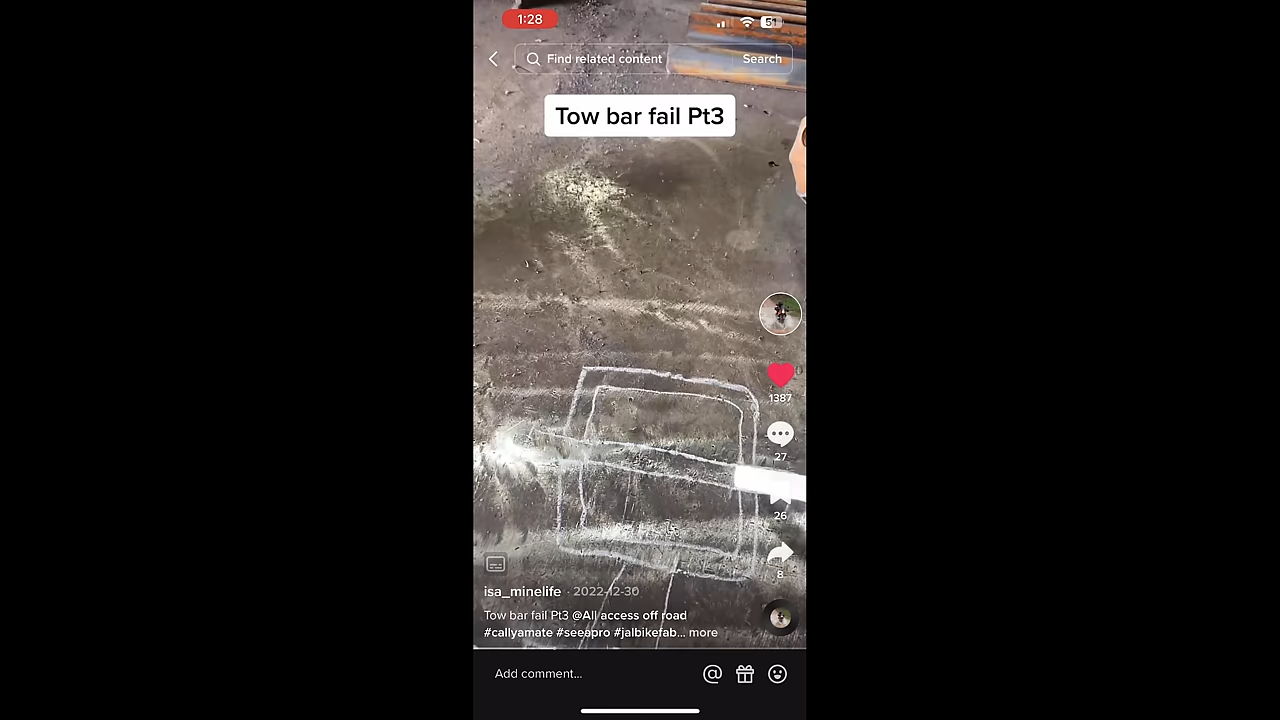 1:28
51
Find related content
Search
Tow bar fail Pt3
1387
27
26
8
isa_minelife · 2022-12-30
Tow bar fail Pt3 @All access off road
#callyamate #seeapro #jalbikefab... more
Add comment...